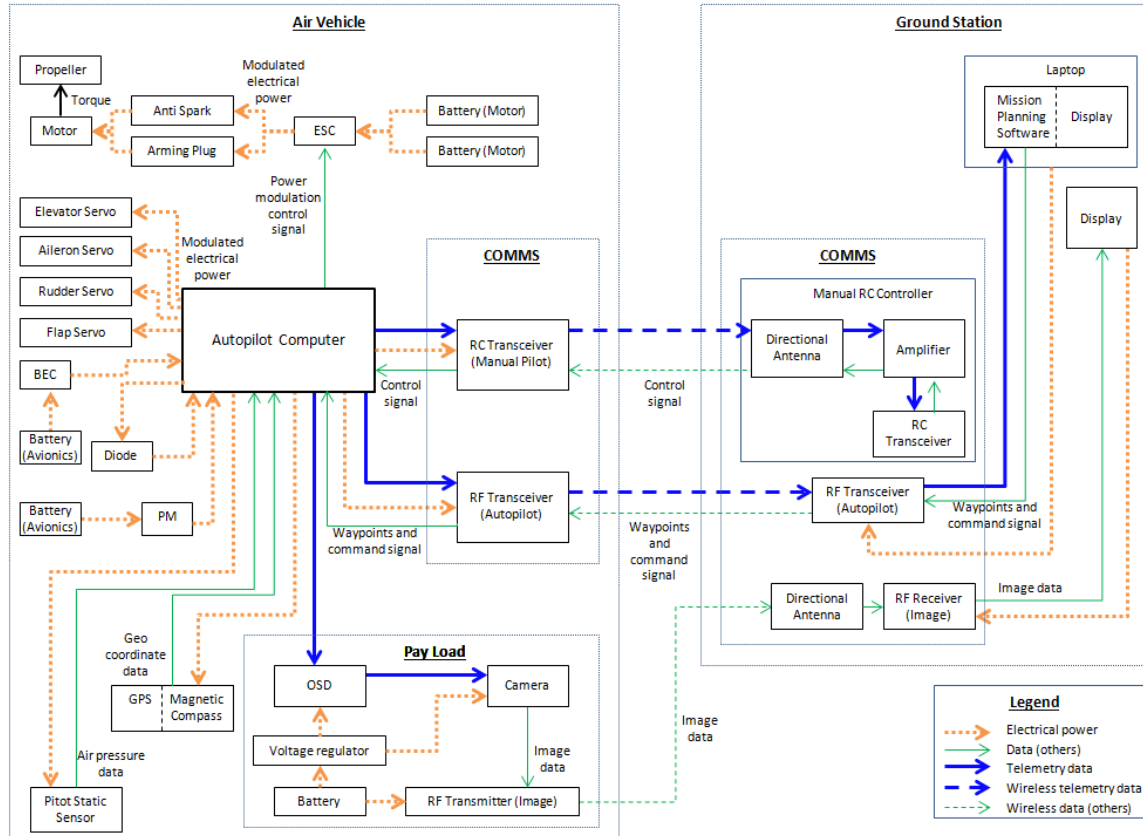 Air Vehicle
Ground Station
Propeller
Torque
Motor
Anti Spark
Arming Plug
Modulated
electrical
power
ESC
Battery (Motor)
Battery (Motor)
Power
modulation
control
signal
Laptop
Mission
Planning
Software
Display
Display
Elevator Servo
Aileron Servo
Rudder Servo
Flap Servo
Modulated
electrical
power
BEC
Battery
(Avionics)
Diode
Battery
(Avionics)
PM
Autopilot Computer
COMMS
RC Transceiver
(Manual Pilot)
Control
signal
RF Transceiver
(Autopilot)
Waypoints and
command signal
Control
signal
Waypoints
and
command
signal
COMMS
Manual RC Controller
Directional
Antenna
Amplifier
RC
Transceiver
RF Transceiver
(Autopilot)
Waypoints and
command signal
Directional
Antenna
RF Receiver
(Image)
Image data
Geo
coordinate
data
GPS
Magnetic
Compass
Air pressure
data
Pitot Static
Sensor
Pay Load
OSD
Camera
Voltage regulator
Image
data
Battery
RF Transmitter (Image)
Image
data
Legend
Electrical power
Data (others)
Telemetry data
Wireless telemetry data
Wireless data (others)